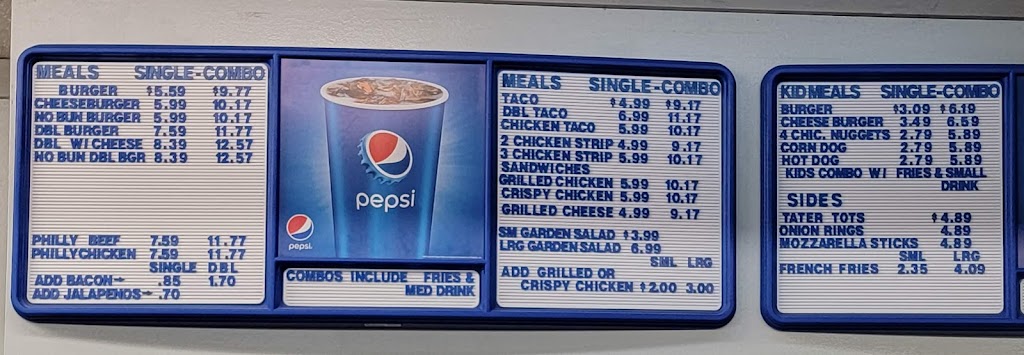 MEALS SINGLE-COMBO
BURGER $5.59 $9.77
CHEESEBURGER 5.99 10.17
NO BUN BURGER 5.99 10.17
DBL BURGER 7.59 11.77
DBL W/ CHEESE 8.39 12.57
NO BUN DBL BGR 8.39 12.57
PHILLY BEEF 7.59 11.77
PHILLY CHICKEN 7.59 11.77
SINGLE DBL
ADD BACON- .85 1.70
ADD JALAPENOS- .70
pepsi
pepsi.
COMBOS INCLUDE FRIES &
MED DRINK
MEALS SINGLE-COMBO
TACO $4.99 $9.17
DBL TACO 6.99 11.17
CHICKEN TACO 5.99 10.17
2 CHICKEN STRIP 4.99 9.17
3 CHICKEN STRIP 5.99 10.17
SANDWICHES
GRILLED CHICKEN 5.99 10.17
CRISPY CHICKEN 5.99 10.17
GRILLED CHEESE 4.99 9.17
SM GARDEN SALAD $3.99
LRG GARDEN SALAD 6.99
SML LRG
ADD GRILLED OR
CRISPY CHICKEN $2.00 3.00
KID MEALS SINGLE-COMBO
BURGER $3.09 $6.19
CHEESE BURGER 3.49 6.59
4 CHIC. NUGGETS 2.79 5.89
CORN DOG 2.79 5.89
HOT DOG 2.79 5.89
KIDS COMBO W/ FRIES & SMALL
DRINK
SIDES
TATER TOTS $4.89
ONION RINGS 4.89
MOZZARELLA STICKS 4.89
SML LRG
FRENCH FRIES 2.35 4.09